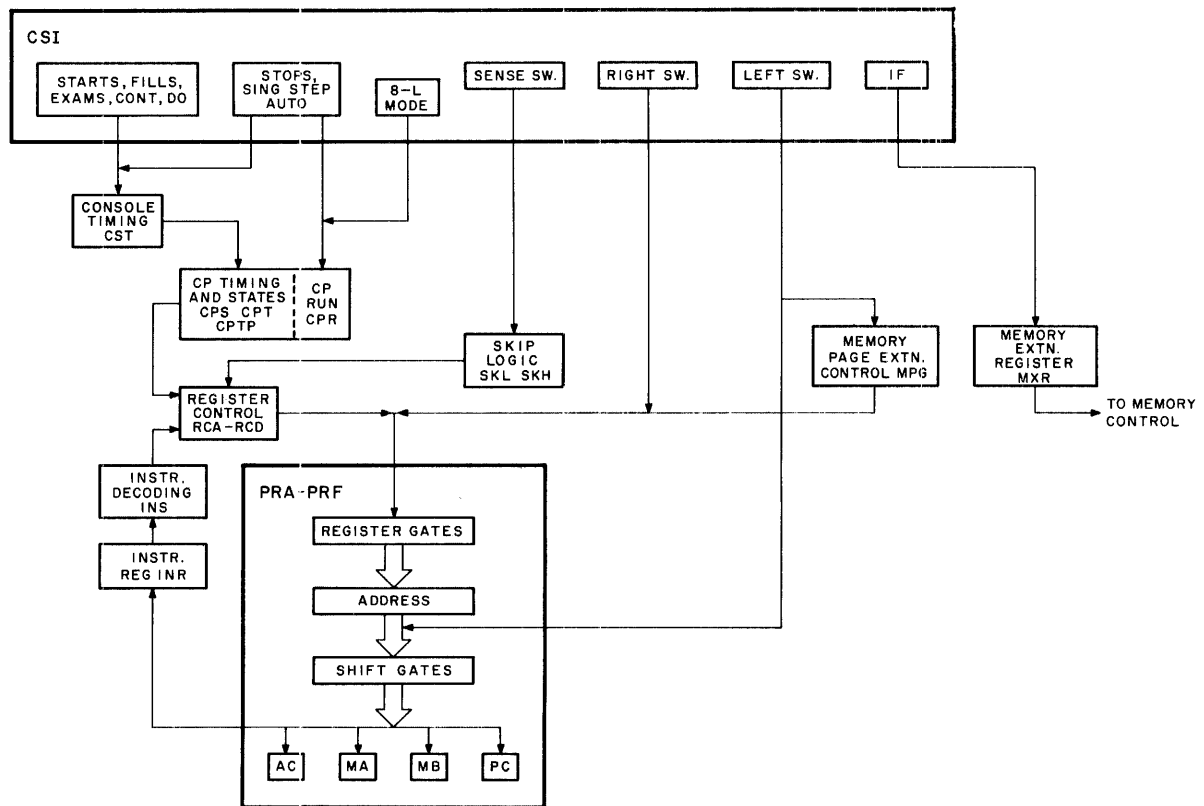 CSI
STARTS, FILLS,
EXAMS, CONT, DO
STOPS,
SING STEP
AUTO
8-L
MODE
SENSE SW.
RIGHT SW.
LEFT SW.
IF
CONSOLE
TIMING
CST
CP TIMING
AND STATES
CPS CPT
CPTP
CP
RUN
CPR
SKIP
LOGIC
SKL SKH
MEMORY
PAGE EXTN.
CONTROL MPG
MEMORY
EXTN.
REGISTER
MXR
TO MEMORY
CONTROL
REGISTER
CONTROL
RCA-RCD
INSTR.
DECODING
INS
INSTR.
REG INR
PRA-PRF
REGISTER GATES
ADDRESS
SHIFT GATES
AC
MA
MB
PC